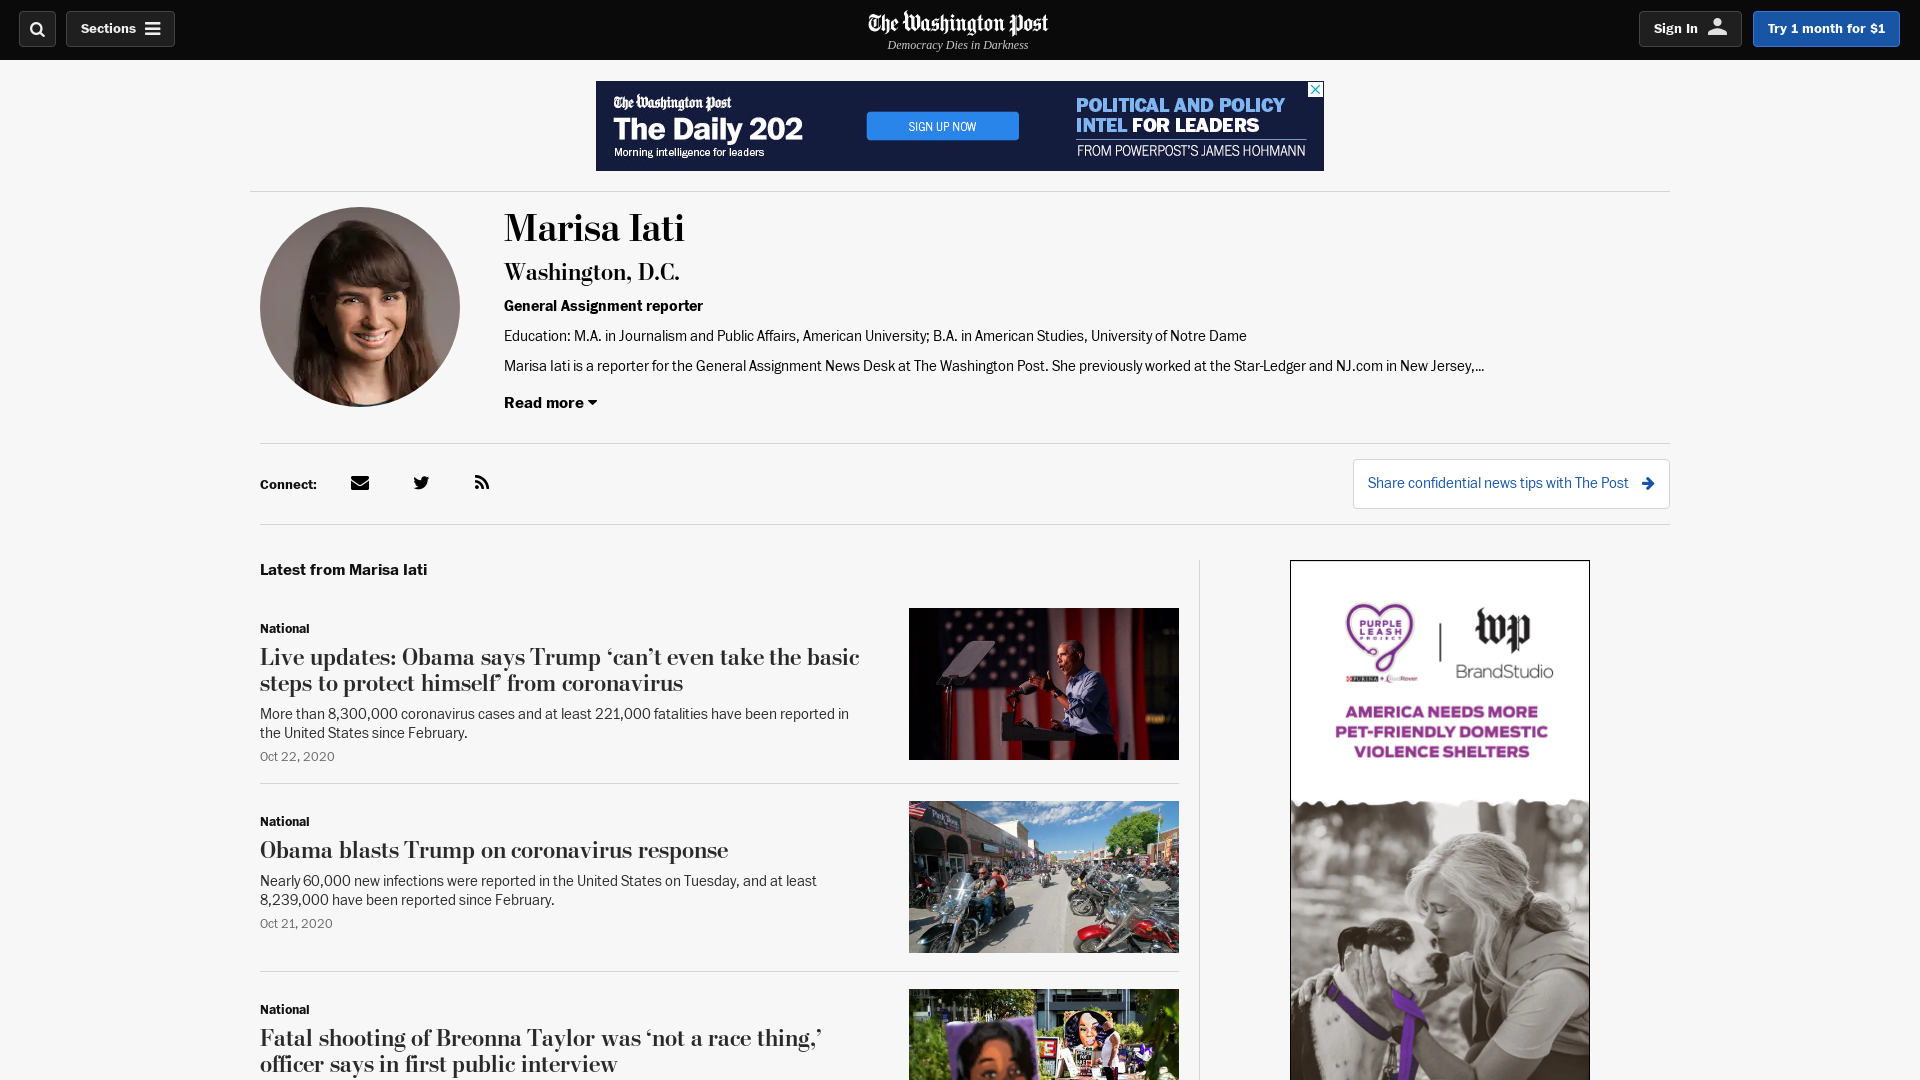 Sections
The Washington Post
Democracy Dies in Darkness
Sign In
Try 1 month for $1
The Washington Post
The Daily 202
Morning intelligence for leaders
SIGN UP NOW
POLITICAL AND POLICY
INTEL FOR LEADERS
FROM POWERPOST'S JAMES HOHMANN
Marisa Iati
Washington, D.C.
General Assignment reporter
Education: M.A. in Journalism and Public Affairs, American University; B.A. in American Studies, University of Notre Dame
Marisa Iati is a reporter for the General Assignment News Desk at The Washington Post. She previously worked at the Star-Ledger and NJ.com in New Jersey,...
Read more
Connect:
Share confidential news tips with The Post
Latest from Marisa Iati
National
Live updates: Obama says Trump ‘can’t even take the basic
steps to protect himself’ from coronavirus
More than 8,300,000 coronavirus cases and at least 221,000 fatalities have been reported in
the United States since February.
Oct 22, 2020
National
Obama blasts Trump on coronavirus response
Nearly 60,000 new infections were reported in the United States on Tuesday, and at least
8,239,000 have been reported since February.
Oct 21, 2020
National
Fatal shooting of Breonna Taylor was ‘not a race thing,’
officer says in first public interview
PURPLE
LEASH
PROJECT
PURINA
wp
BrandStudio
AMERICA NEEDS MORE
PET-FRIENDLY DOMESTIC
VIOLENCE SHELTERS